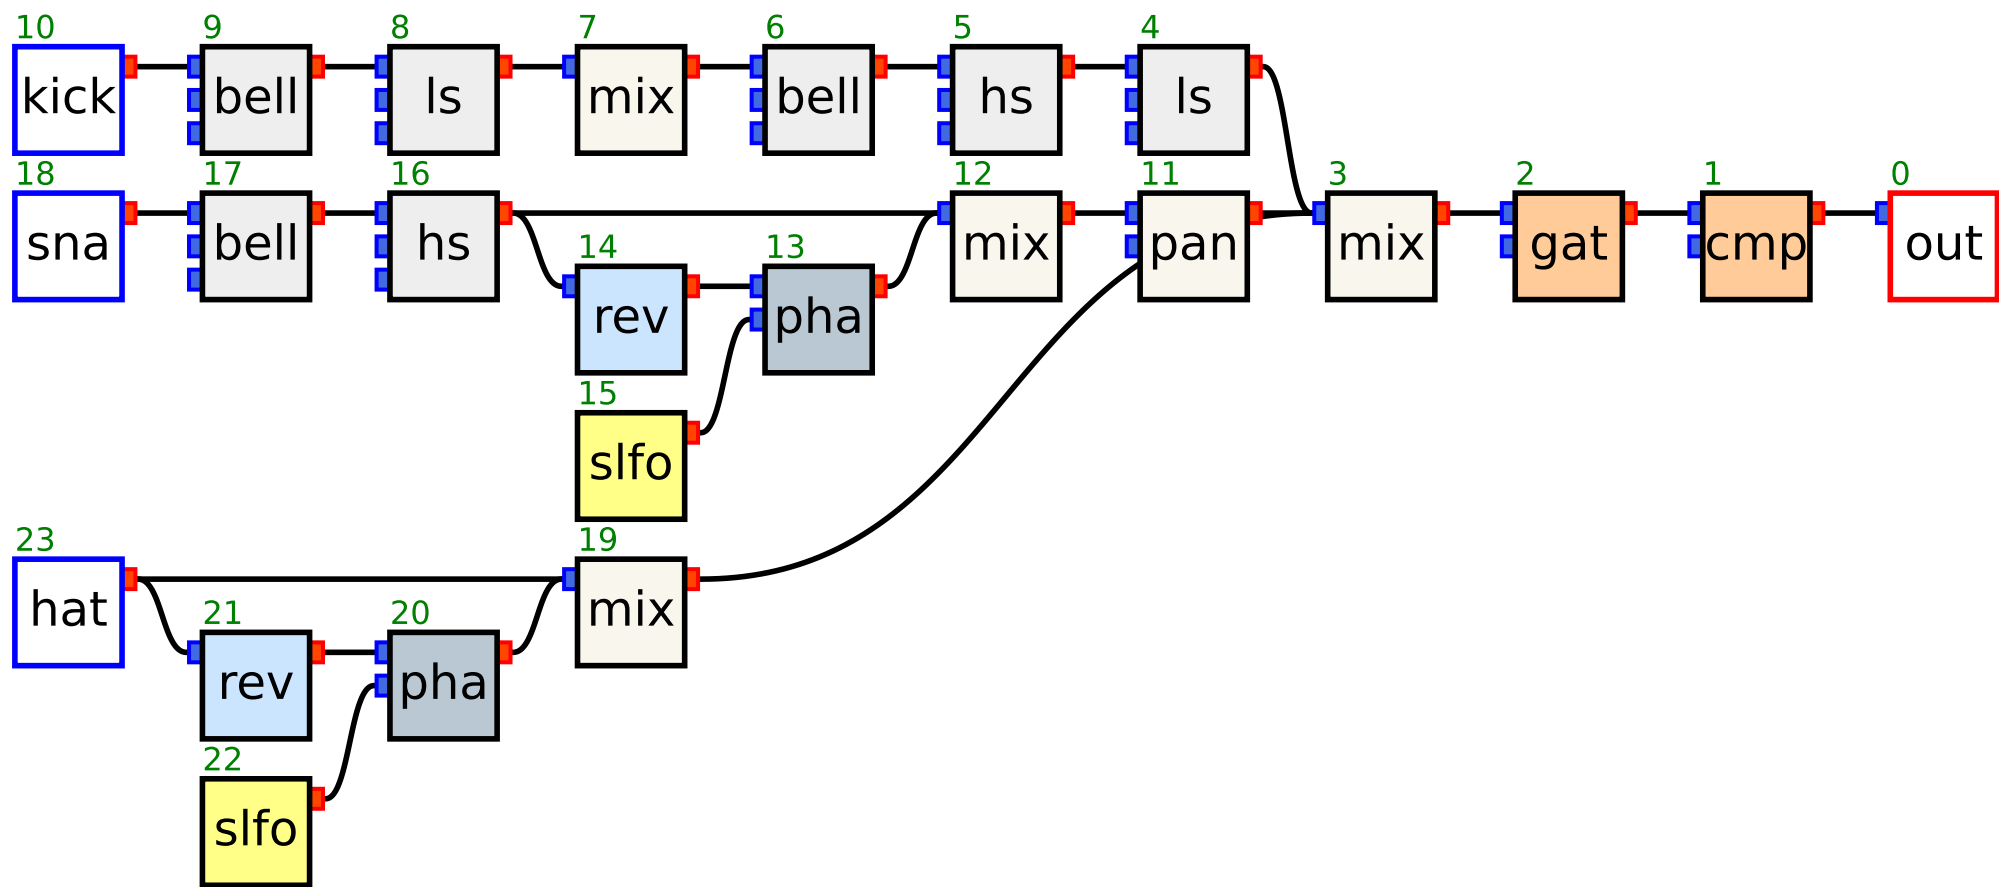 10 9 8 7 6 5 4
kick bell ls mix bell hs ls
18 17 16 12 11 3 2 1 0
sna bell hs mix pan mix gat cmp out
14 13
rev pha
15
slfo
23 19
hat mix
21 20
rev pha
22
slfo